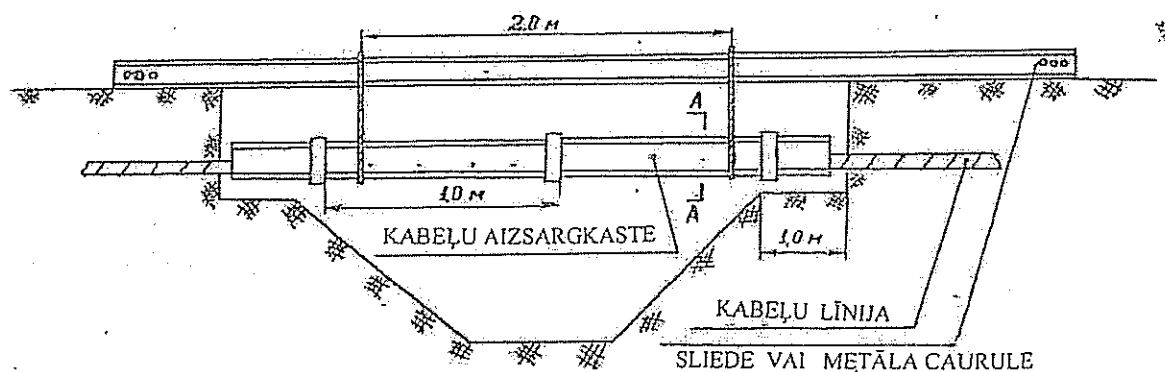 2,0 м
A
1,0 м
A
KABEĻU AIZSARGKASTE
1,0 м
KABEĻU LĪNIJA
SLIEDE VAI METĀLA CAURULE